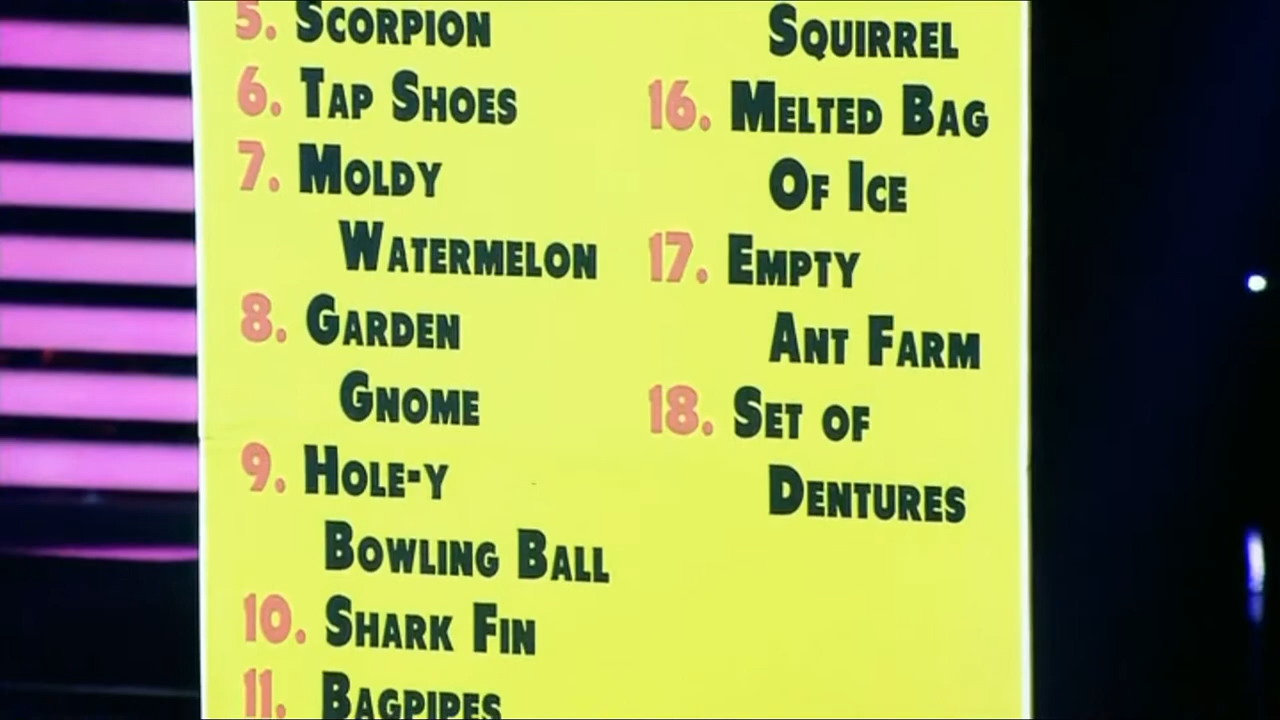 5. SCORPION
6. TAP SHOES
7. MOLDY
WATERMELON
8. GARDEN
GNOME
9. HOLE-Y
BOWLING BALL
10. SHARK FIN
11. BAGPIPES
SQUIRREL
16. MELTED BAG
OF ICE
17. EMPTY
ANT FARM
18. SET OF
DENTURES